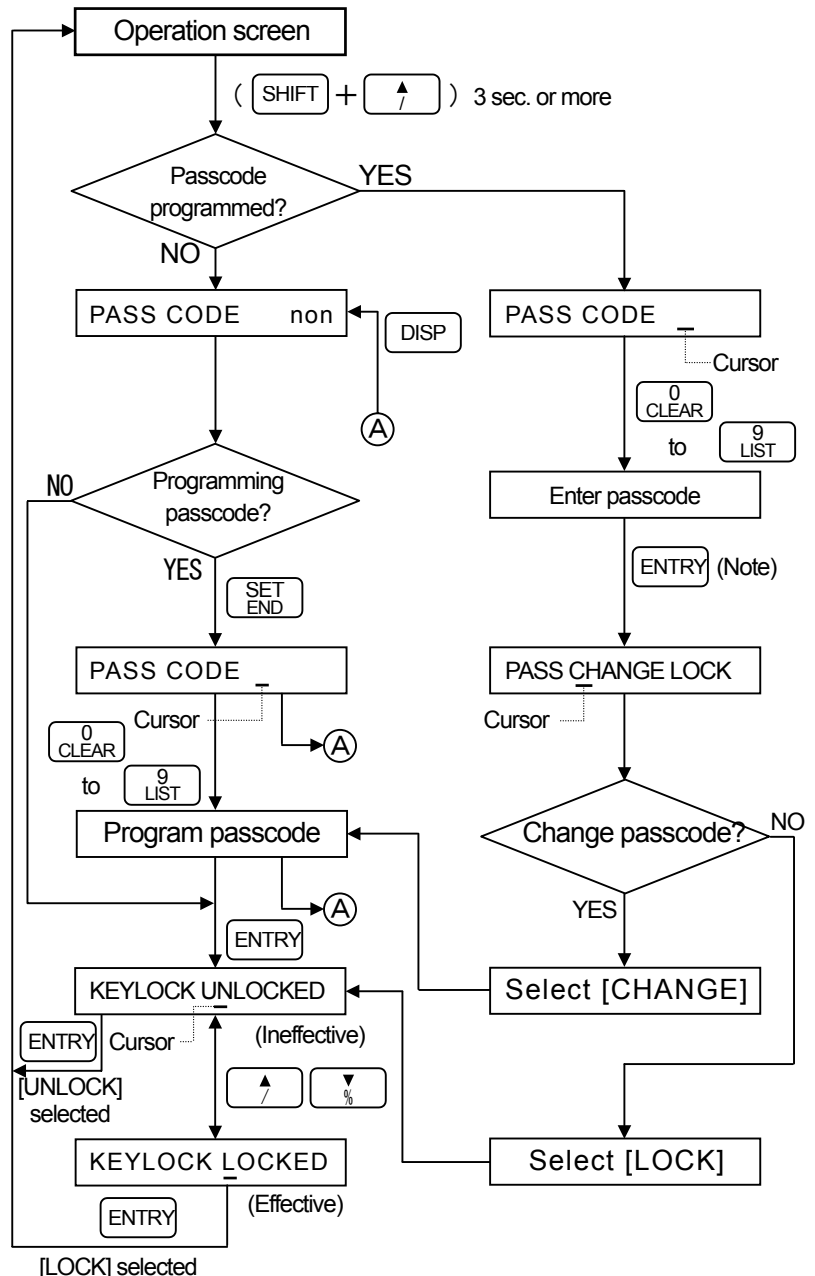 Operation screen
( SHIFT + ▲ / ) 3 sec. or more
Passcode
programmed?
YES
NO
PASS CODE non
DISP
A
PASS CODE
Cursor
0
CLEAR
to
9
LIST
Enter passcode
ENTRY (Note)
PASS CHANGE LOCK
Cursor
Change passcode?
NO
YES
Select [CHANGE]
Select [LOCK]
Programming
passcode?
NO
YES
SET
END
PASS CODE
Cursor
A
0
CLEAR
to
9
LIST
Program passcode
A
ENTRY
KEYLOCK UNLOCKED
ENTRY
Cursor
(Ineffective)
[UNLOCK]
selected
▲
/
▼
%
KEYLOCK LOCKED
(Effective)
ENTRY
[LOCK] selected